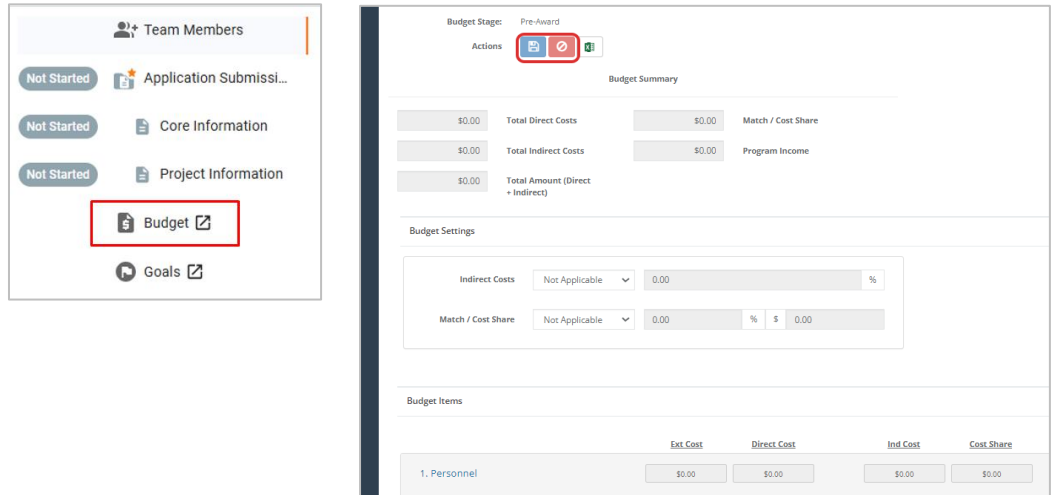 Team Members
Not Started Application Submissi...
Not Started Core Information
Not Started Project Information
Budget
Goals
Budget Stage: Pre-Award
Actions
Budget Summary
$0.00 Total Direct Costs $0.00 Match / Cost Share
$0.00 Total Indirect Costs $0.00 Program Income
$0.00 Total Amount (Direct
+ Indirect)
Budget Settings
Indirect Costs Not Applicable 0.00 %
Match / Cost Share Not Applicable 0.00 % $ 0.00
Budget Items
Ext Cost Direct Cost Ind Cost Cost Share
1. Personnel $0.00 $0.00 $0.00 $0.00